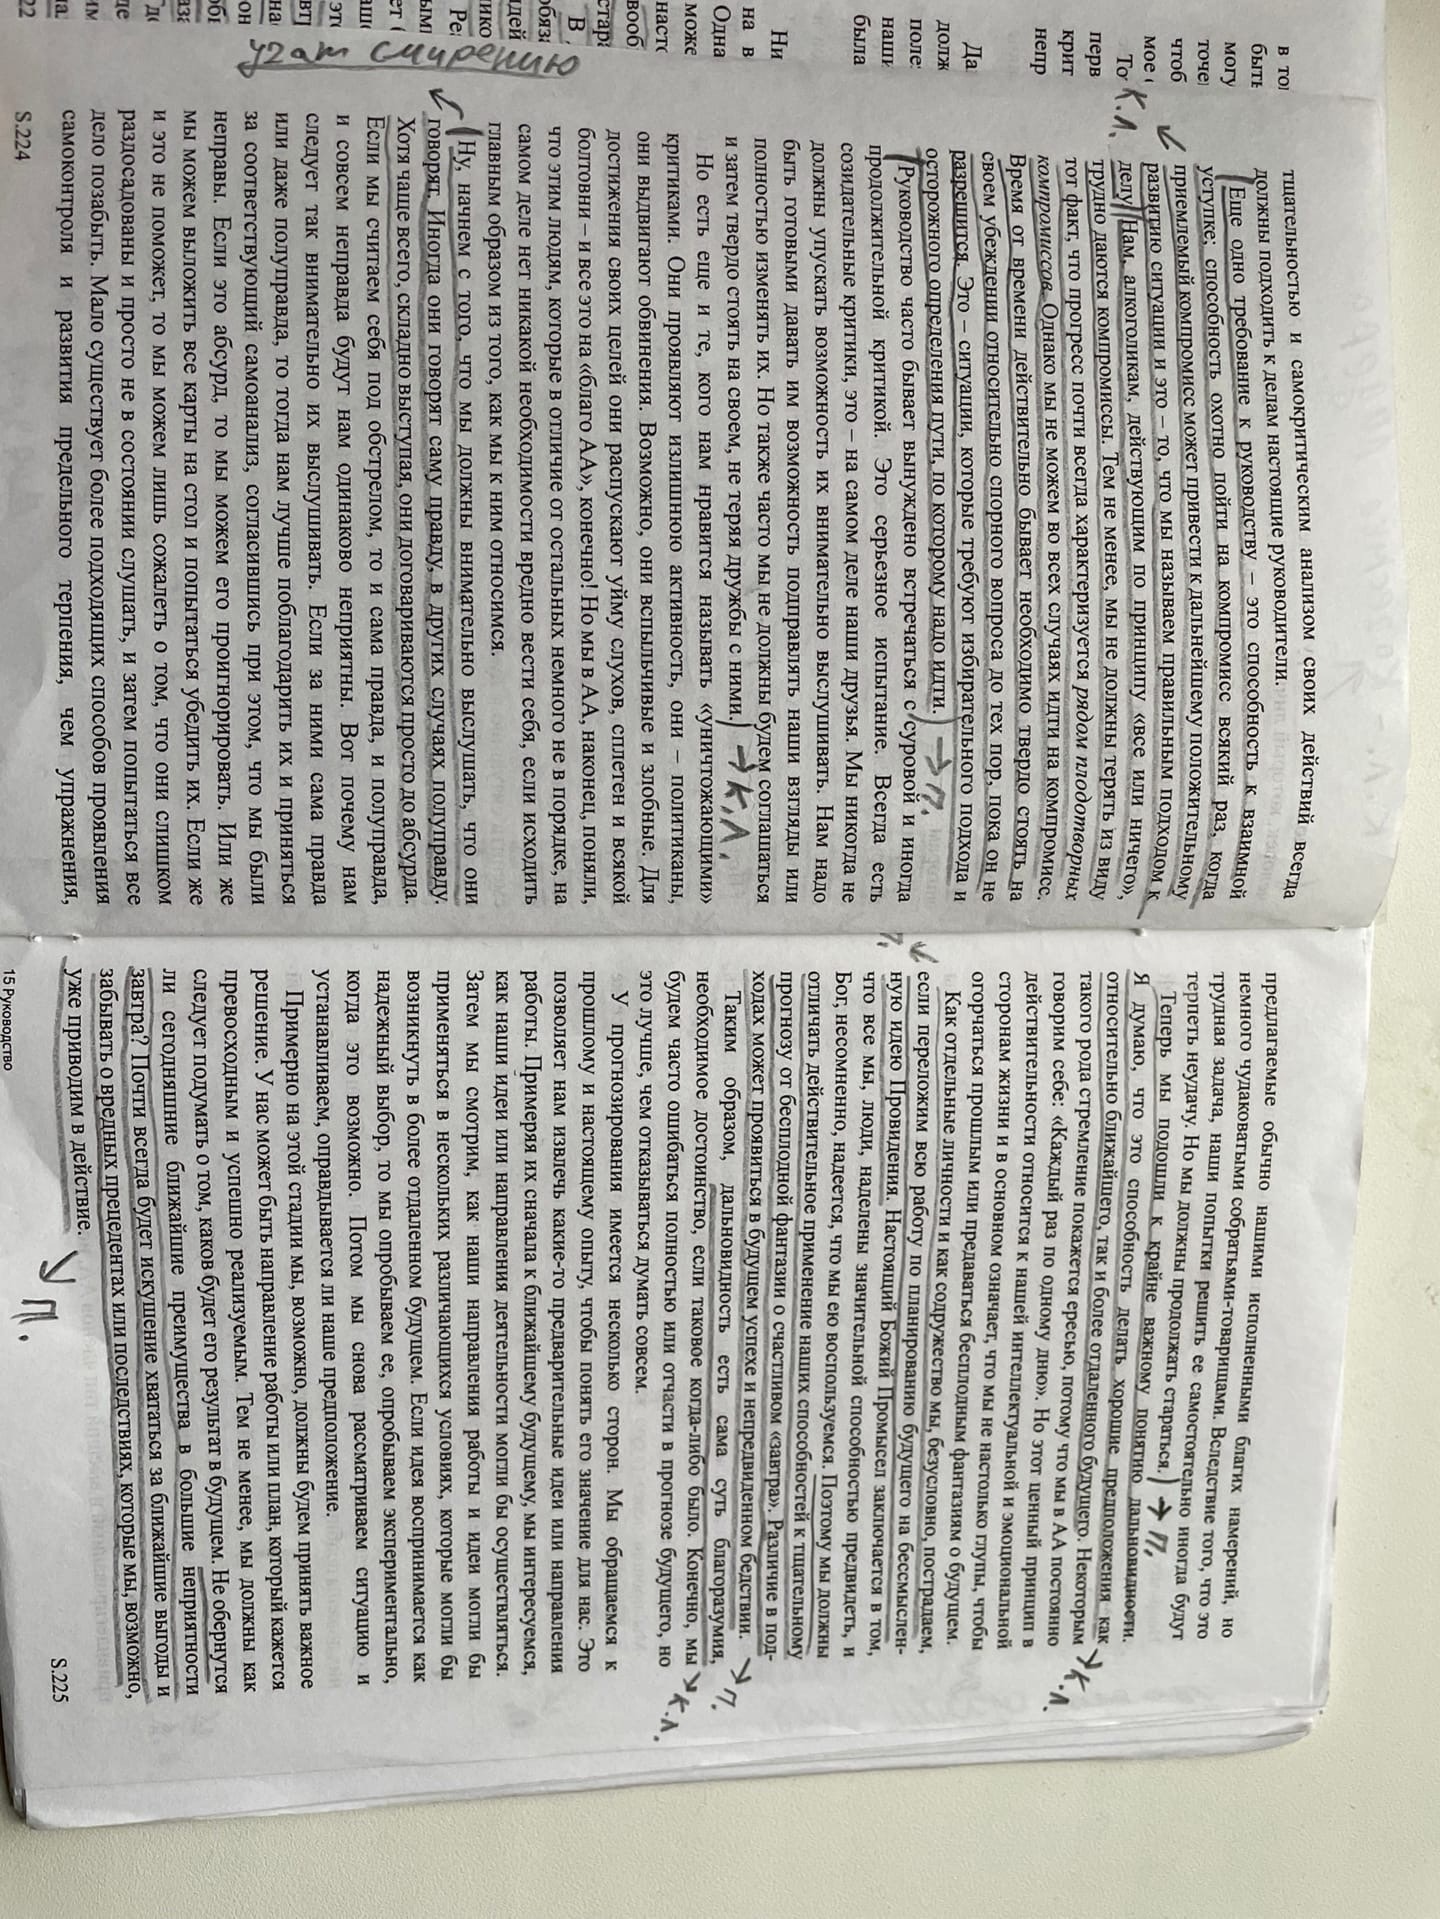 тщательностью и самокритическим анализом своих действий всегда
должны подходить к делам настоящие руководители.
Еще одно требование к руководству – это способность к взаимной
уступке; способность охотно пойти на компромисс всякий раз, когда
приемлемый компромисс может привести к дальнейшему положительному
развитию ситуации и это – то, что мы называем правильным подходом к
делу. Нам, алкоголикам, действующим по принципу «все или ничего»,
трудно даются компромиссы. Тем не менее, мы не должны терять из виду
тот факт, что прогресс почти всегда характеризуется рядом плодотворных
компромиссов. Однако мы не можем во всех случаях идти на компромисс.
Время от времени действительно бывает необходимо твердо стоять на
своем убеждении относительно спорного вопроса до тех пор, пока он не
разрешится. Это – ситуации, которые требуют избирательного подхода и
осторожного определения пути, по которому надо идти. → П.
Руководство часто бывает вынуждено встречаться с суровой и иногда
продолжительной критикой. Это серьезное испытание. Всегда есть
созидательные критики, это – на самом деле наши друзья. Мы никогда не
должны упускать возможность их внимательно выслушать. Нам надо
быть готовыми давать им возможность подправлять наши взгляды или
полностью изменять их. Но также часто мы не должны будем соглашаться
и затем твердо стоять на своем, не теряя дружбы с ними. → К.Л.
Но есть еще и те, кого нам нравится называть «уничтожающими»
критиками. Они проявляют излишнюю активность, они – политиканы,
они выдвигают обвинения. Возможно, они вспыльчивые и злобные. Для
достижения своих целей они распускают уйму слухов, сплетен и всякой
болтовни – и все это на «благо АА», конечно! Но мы в АА, наконец, поняли,
что этим людям, которые в отличие от остальных немного не в порядке, на
самом деле нет никакой необходимости вредно вести себя, если исходить
главным образом из того, как мы к ним относимся.
Ну, начнем с того, что мы должны внимательно выслушать, что они
говорят. Иногда они говорят саму правду, в других случаях полуправду.
Хотя чаще всего, складно выступая, они договариваются просто до абсурда.
Если мы считаем себя под обстрелом, то и сама правда, и полуправда,
и совсем неправда будут нам одинаково неприятны. Вот почему нам
следует так внимательно их выслушивать. Если за ними сама правда
или даже полуправда, то тогда нам лучше поблагодарить их и приняться
за соответствующий самоанализ, согласившись при этом, что мы были
неправы. Если это абсурд, то мы можем его проигнорировать. Или же
мы можем выложить все карты на стол и попытаться убедить их. Если же
и это не поможет, то мы можем лишь сожалеть о том, что они слишком
раздосадованы и просто не в состоянии слушать, и затем попытаться все
дело позабыть. Мало существует более подходящих способов проявления
самоконтроля и развития предельного терпения, чем упражнения,
S.224
К.Л.
учат смирению
предлагаемые обычно нашими исполненными благих намерений, но
немного чудаковатыми собратьями-товарищами. Вследствие того, что это
трудная задача, наши попытки решить ее самостоятельно иногда будут
терпеть неудачу. Но мы должны продолжать стараться. → П.
Теперь мы подошли к крайне важному понятию дальновидности.
Я думаю, что это способность делать хорошие предположения как
относительно ближайшего, так и более отдаленного будущего. Некоторым → К.Л.
такого рода стремление покажется ересью, потому что мы в АА постоянно
говорим себе: «Каждый раз по одному дню». Но этот ценный принцип в
действительности относится к нашей интеллектуальной и эмоциональной
сторонам жизни и в основном означает, что мы не настолько глупы, чтобы
огорчаться прошлым или предаваться бесплодным фантазиям о будущем.
Как отдельные личности и как содружество мы, безусловно, пострадаем,
если переложим всю работу по планированию будущего на бессмыслен-
ную идею Провидения. Настоящий Божий Промысел заключается в том,
что все мы, люди, наделены значительной способностью предвидеть, и
Бог, несомненно, надеется, что мы ею воспользуемся. Поэтому мы должны
отличать действительное применение наших способностей к тщательному
прогнозу от бесплодной фантазии о счастливом «завтра». Различие в под-
ходах может проявиться в будущем успехе и непредвиденном бедствии. → П.
Таким образом, дальновидность есть сама суть благоразумия,
необходимое достоинство, если таковое когда-либо было. Конечно, мы → К.Л.
будем часто ошибаться полностью или отчасти в прогнозе будущего, но
это лучше, чем отказываться думать совсем.
У прогнозирования имеется несколько сторон. Мы обращаемся к
прошлому и настоящему опыту, чтобы понять его значение для нас. Это
позволяет нам извлечь какие-то предварительные идеи или направления
работы. Примеряя их сначала к ближайшему будущему, мы интересуемся,
как наши идеи или направления деятельности могли бы осуществляться.
Затем мы смотрим, как наши направления работы и идеи могли бы
применяться в нескольких различающихся условиях, которые могли бы
возникнуть в более отдаленном будущем. Если идея воспринимается как
надежный выбор, то мы опробываем ее, опробываем экспериментально,
когда это возможно. Потом мы снова рассматриваем ситуацию и
устанавливаем, оправдывается ли наше предположение.
Примерно на этой стадии мы, возможно, должны будем принять важное
решение. У нас может быть направление работы или план, который кажется
превосходным и успешно реализуемым. Тем не менее, мы должны как
следует подумать о том, каков будет его результат в будущем. Не обернутся
ли сегодняшние ближайшие преимущества в большие неприятности
завтра? Почти всегда будет искушение хвататься за ближайшие выгоды и
забывать о вредных прецедентах или последствиях, которые мы, возможно,
уже приводим в действие. → П.
S.225
15 Руководство